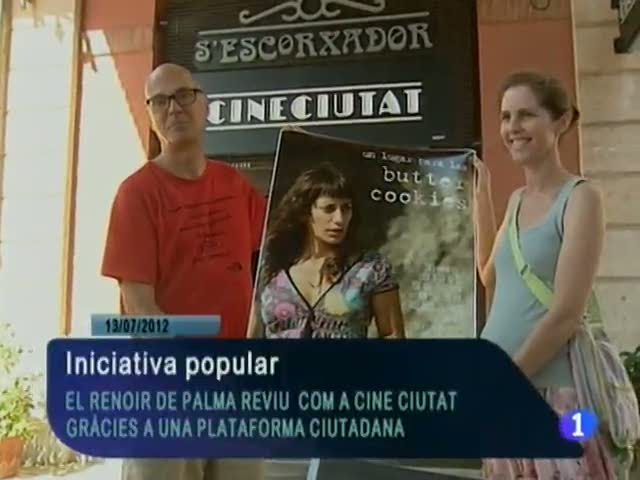 S'ESCORXADOR
CINECIUTAT
un lugar para las
butter
cookies
13/07/2012
Iniciativa popular
EL RENOIR DE PALMA REVIU COM A CINE CIUTAT
GRÀCIES A UNA PLATAFORMA CIUTADANA
1